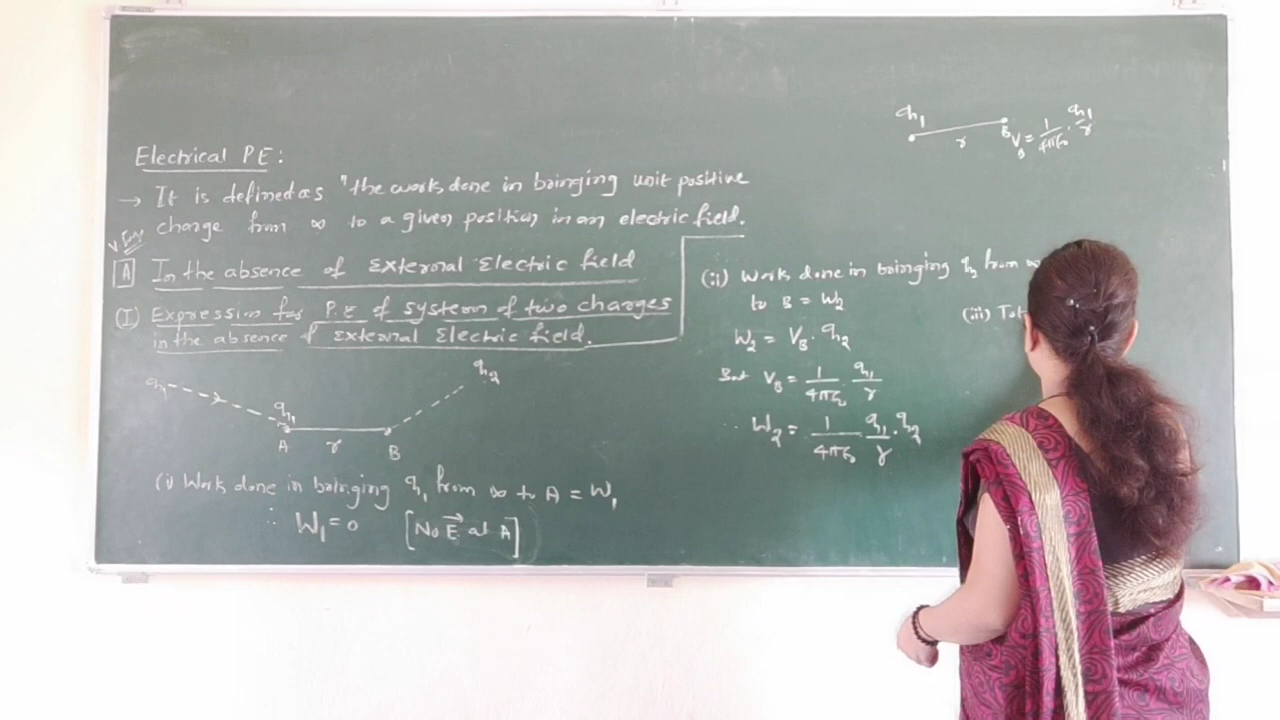 Electrical PE:
→ It is defined as "the work done in bringing unit positive
charge from ∞ to a given position in an electric field.
V. Imp
A In the absence of External Electric field
(I) Expression for P.E of system of two charges
in the absence of External Electric field.
q₁ q₁ q₂
A r B
(i) Work done in bringing q₁ from ∞ to A = W₁
∴ W₁ = 0 [No E⃗ at A]
q₁ r B V_B = 1/4πε₀ · q₁/r
(ii) Work done in bringing q₂ from ∞
to B = W₂
W₂ = V_B · q₂
But V_B = 1/4πε₀ q₁/r
∴ W₂ = 1/4πε₀ q₁/r · q₂
(iii) Tot